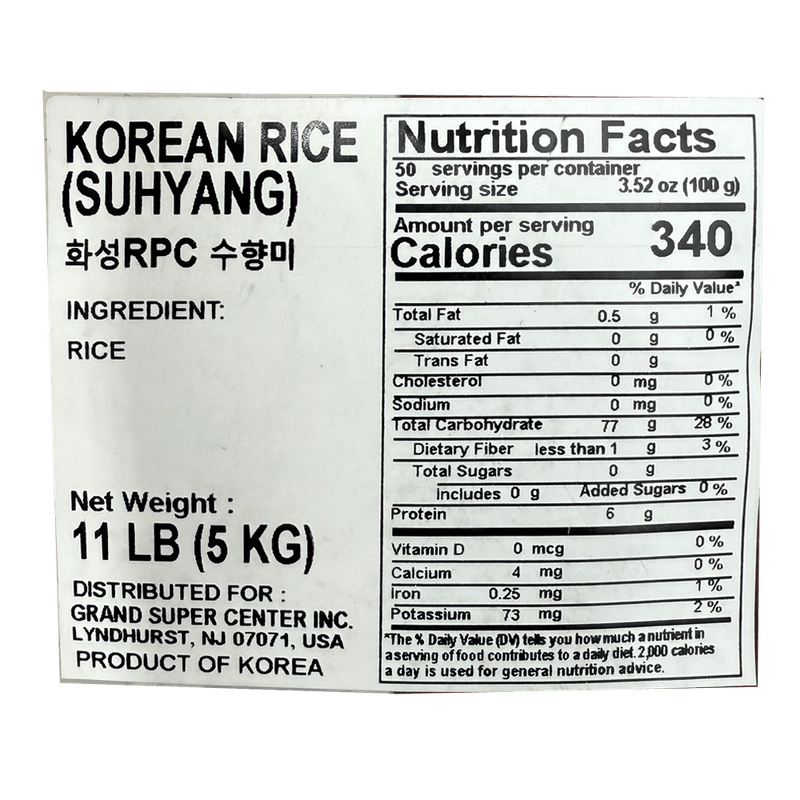 KOREAN RICE
(SUHYANG)
화성RPC 수향미
INGREDIENT:
RICE
Net Weight :
11 LB (5 KG)
DISTRIBUTED FOR :
GRAND SUPER CENTER INC.
LYNDHURST, NJ 07071, USA
PRODUCT OF KOREA
Nutrition Facts
50 servings per container
Serving size 3.52 oz (100 g)
Amount per serving
Calories 340
% Daily Value*
Total Fat 0.5 g 1 %
Saturated Fat 0 g 0 %
Trans Fat 0 g
Cholesterol 0 mg 0 %
Sodium 0 mg 0 %
Total Carbohydrate 77 g 28 %
Dietary Fiber less than 1 g 3 %
Total Sugars 0 g
Includes 0 g Added Sugars 0 %
Protein 6 g
Vitamin D 0 mcg 0 %
Calcium 4 mg 0 %
Iron 0.25 mg 1 %
Potassium 73 mg 2 %
*The % Daily Value (DV) tells you how much a nutrient in
a serving of food contributes to a daily diet. 2,000 calories
a day is used for general nutrition advice.